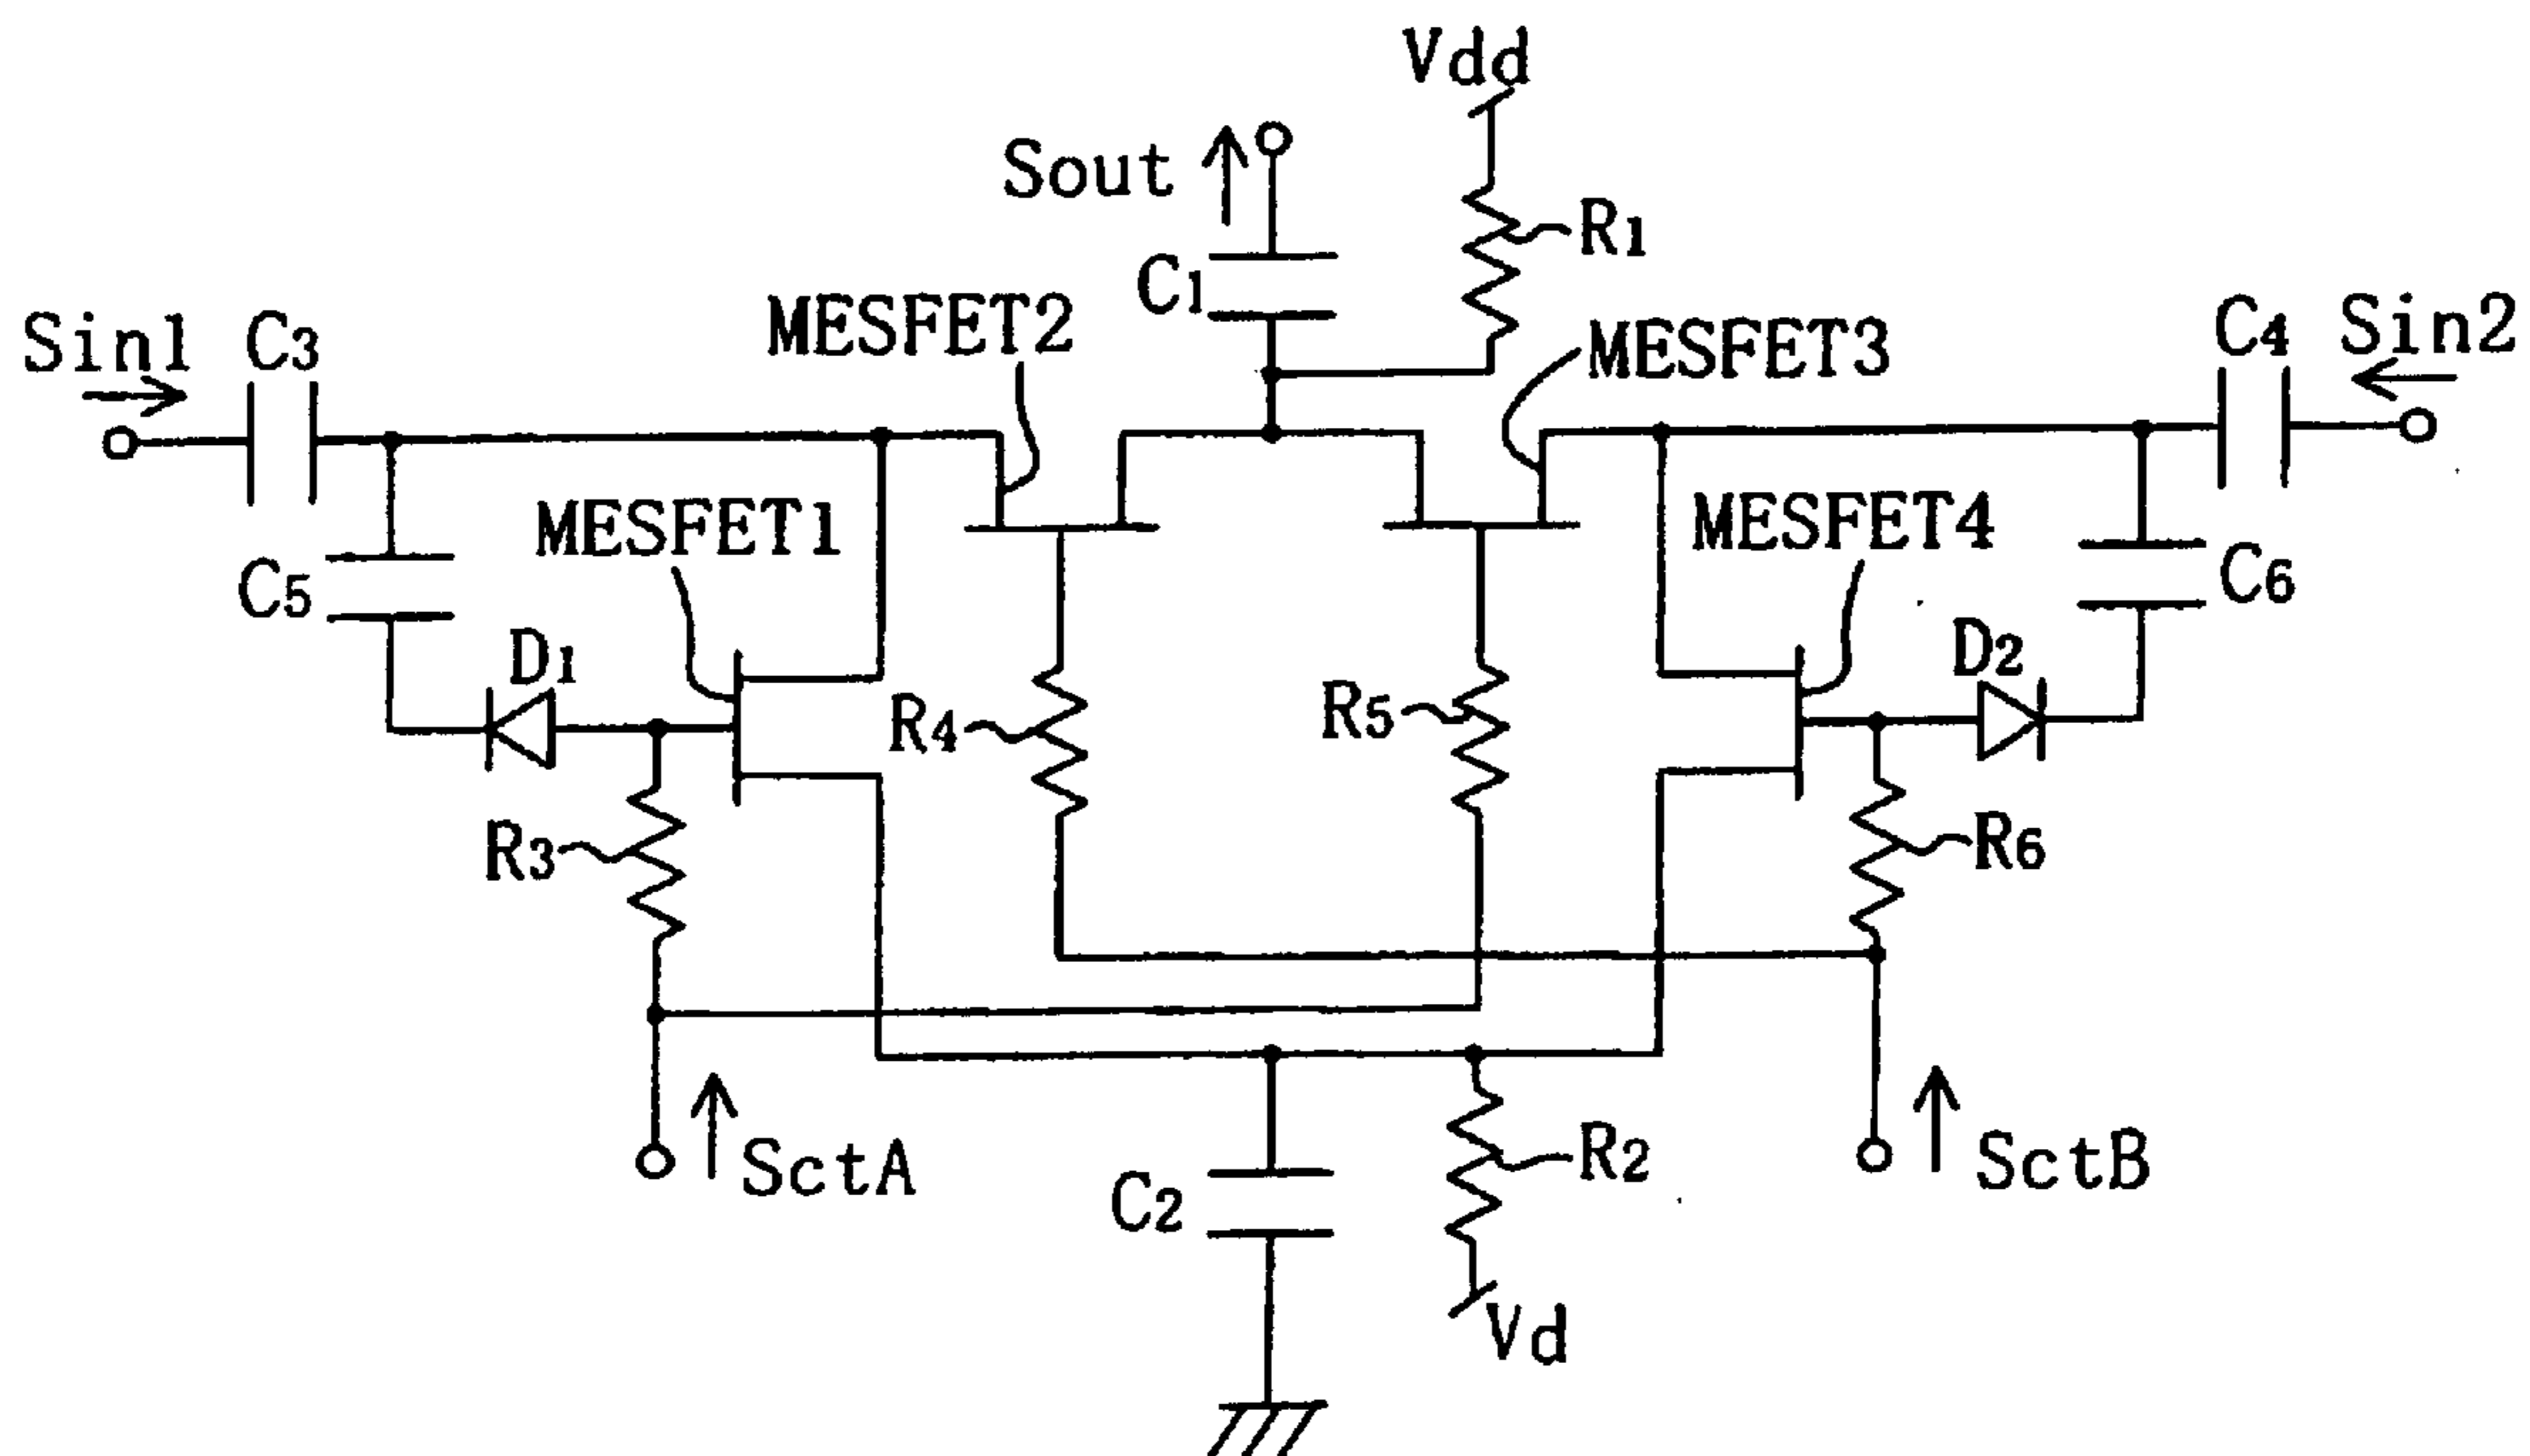 Vdd
Sout
R1
C1
MESFET2
MESFET3
Sin1
C3
C4
Sin2
MESFET1
MESFET4
C5
C6
D1
D2
R4
R5
R3
R6
SctA
SctB
C2
R2
Vd